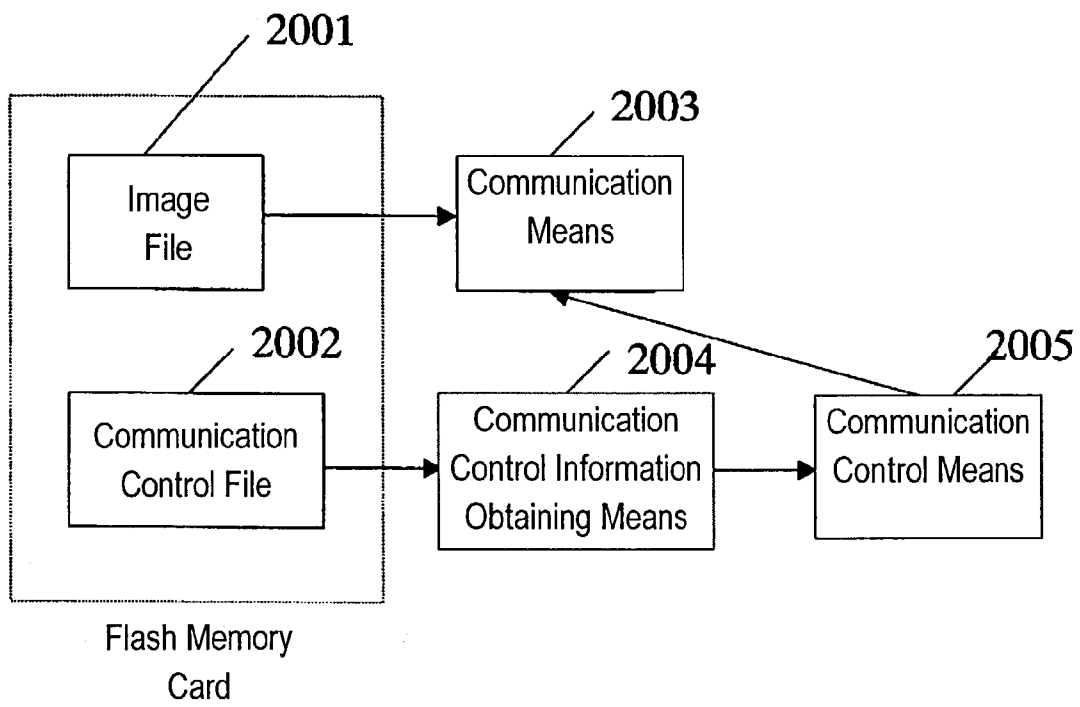 2001
2003
Image
File
Communication
Means
2002
2004
2005
Communication
Control File
Communication
Control Information
Obtaining Means
Communication
Control Means
Flash Memory
Card